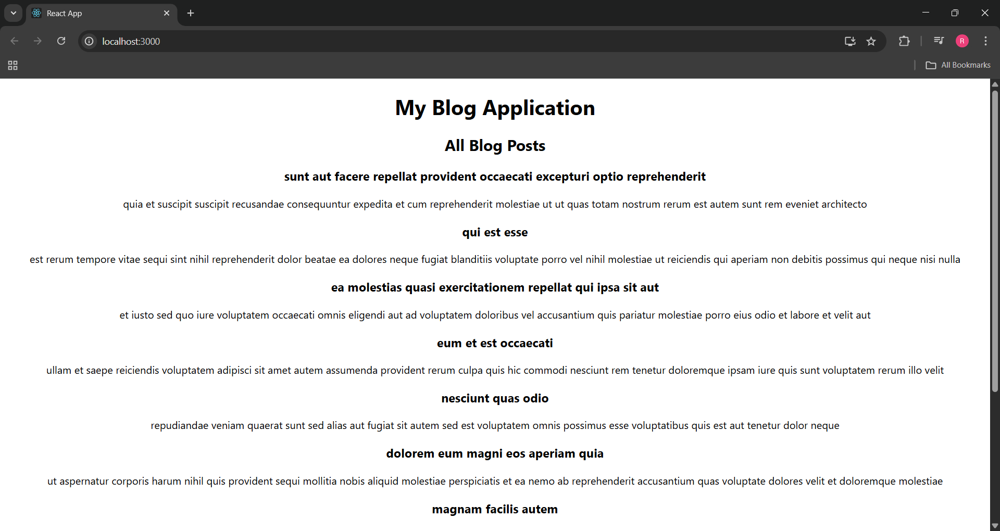 React App
localhost:3000
R
All Bookmarks
My Blog Application
All Blog Posts
sunt aut facere repellat provident occaecati excepturi optio reprehenderit
quia et suscipit suscipit recusandae consequuntur expedita et cum reprehenderit molestiae ut ut quas totam nostrum rerum est autem sunt rem eveniet architecto
qui est esse
est rerum tempore vitae sequi sint nihil reprehenderit dolor beatae ea dolores neque fugiat blanditiis voluptate porro vel nihil molestiae ut reiciendis qui aperiam non debitis possimus qui neque nisi nulla
ea molestias quasi exercitationem repellat qui ipsa sit aut
et iusto sed quo iure voluptatem occaecati omnis eligendi aut ad voluptatem doloribus vel accusantium quis pariatur molestiae porro eius odio et labore et velit aut
eum et est occaecati
ullam et saepe reiciendis voluptatem adipisci sit amet autem assumenda provident rerum culpa quis hic commodi nesciunt rem tenetur doloremque ipsam iure quis sunt voluptatem rerum illo velit
nesciunt quas odio
repudiandae veniam quaerat sunt sed alias aut fugiat sit autem sed est voluptatem omnis possimus esse voluptatibus quis est aut tenetur dolor neque
dolorem eum magni eos aperiam quia
ut aspernatur corporis harum nihil quis provident sequi mollitia nobis aliquid molestiae perspiciatis et ea nemo ab reprehenderit accusantium quas voluptate dolores velit et doloremque molestiae
magnam facilis autem